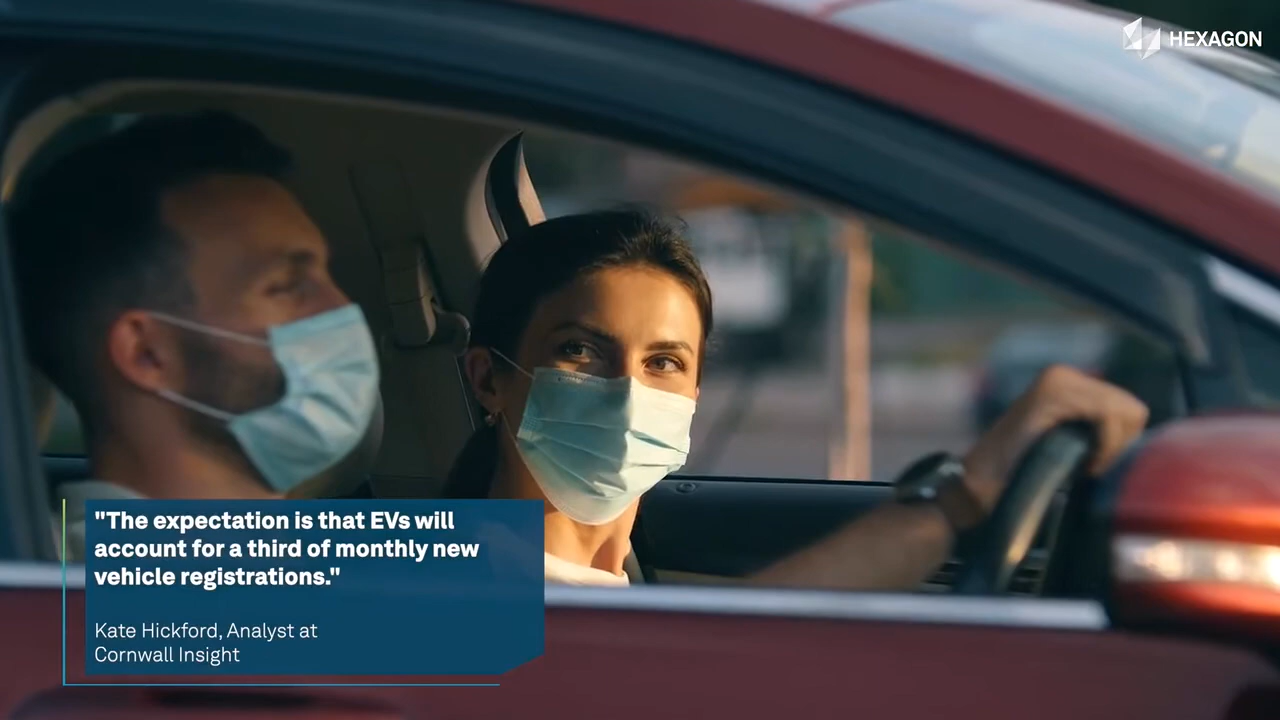 HEXAGON
"The expectation is that EVs will
account for a third of monthly new
vehicle registrations."
Kate Hickford, Analyst at
Cornwall Insight